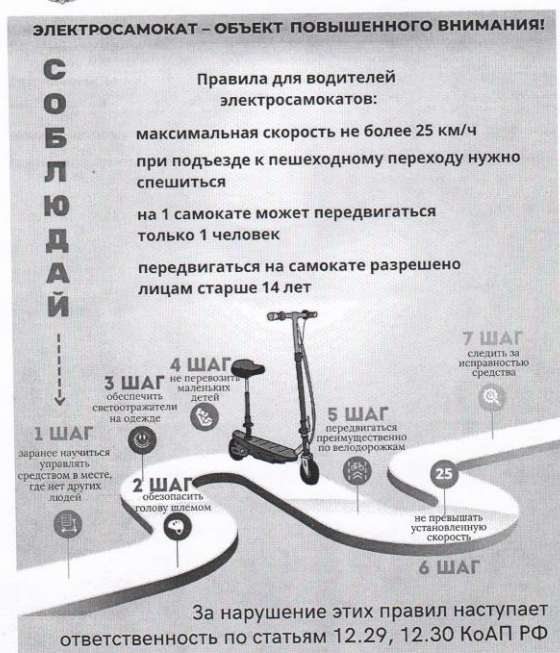 ЭЛЕКТРОСАМОКАТ – ОБЪЕКТ ПОВЫШЕННОГО ВНИМАНИЯ!
СОБЛЮДАЙ
Правила для водителей
электросамокатов:
максимальная скорость не более 25 км/ч
при подъезде к пешеходному переходу нужно
спешиться
на 1 самокате может передвигаться
только 1 человек
передвигаться на самокате разрешено
лицам старше 14 лет
1 ШАГ
заранее научиться
управлять
средством в месте,
где нет других
людей
2 ШАГ
обезопасить
голову шлемом
3 ШАГ
обеспечить
светоотражатели
на одежде
4 ШАГ
не перевозить
маленьких
детей
5 ШАГ
передвигаться
преимущественно
по велодорожкам
25
не превышать
установленную
скорость
6 ШАГ
7 ШАГ
следить за
исправностью
средства
За нарушение этих правил наступает
ответственность по статьям 12.29, 12.30 КоАП РФ